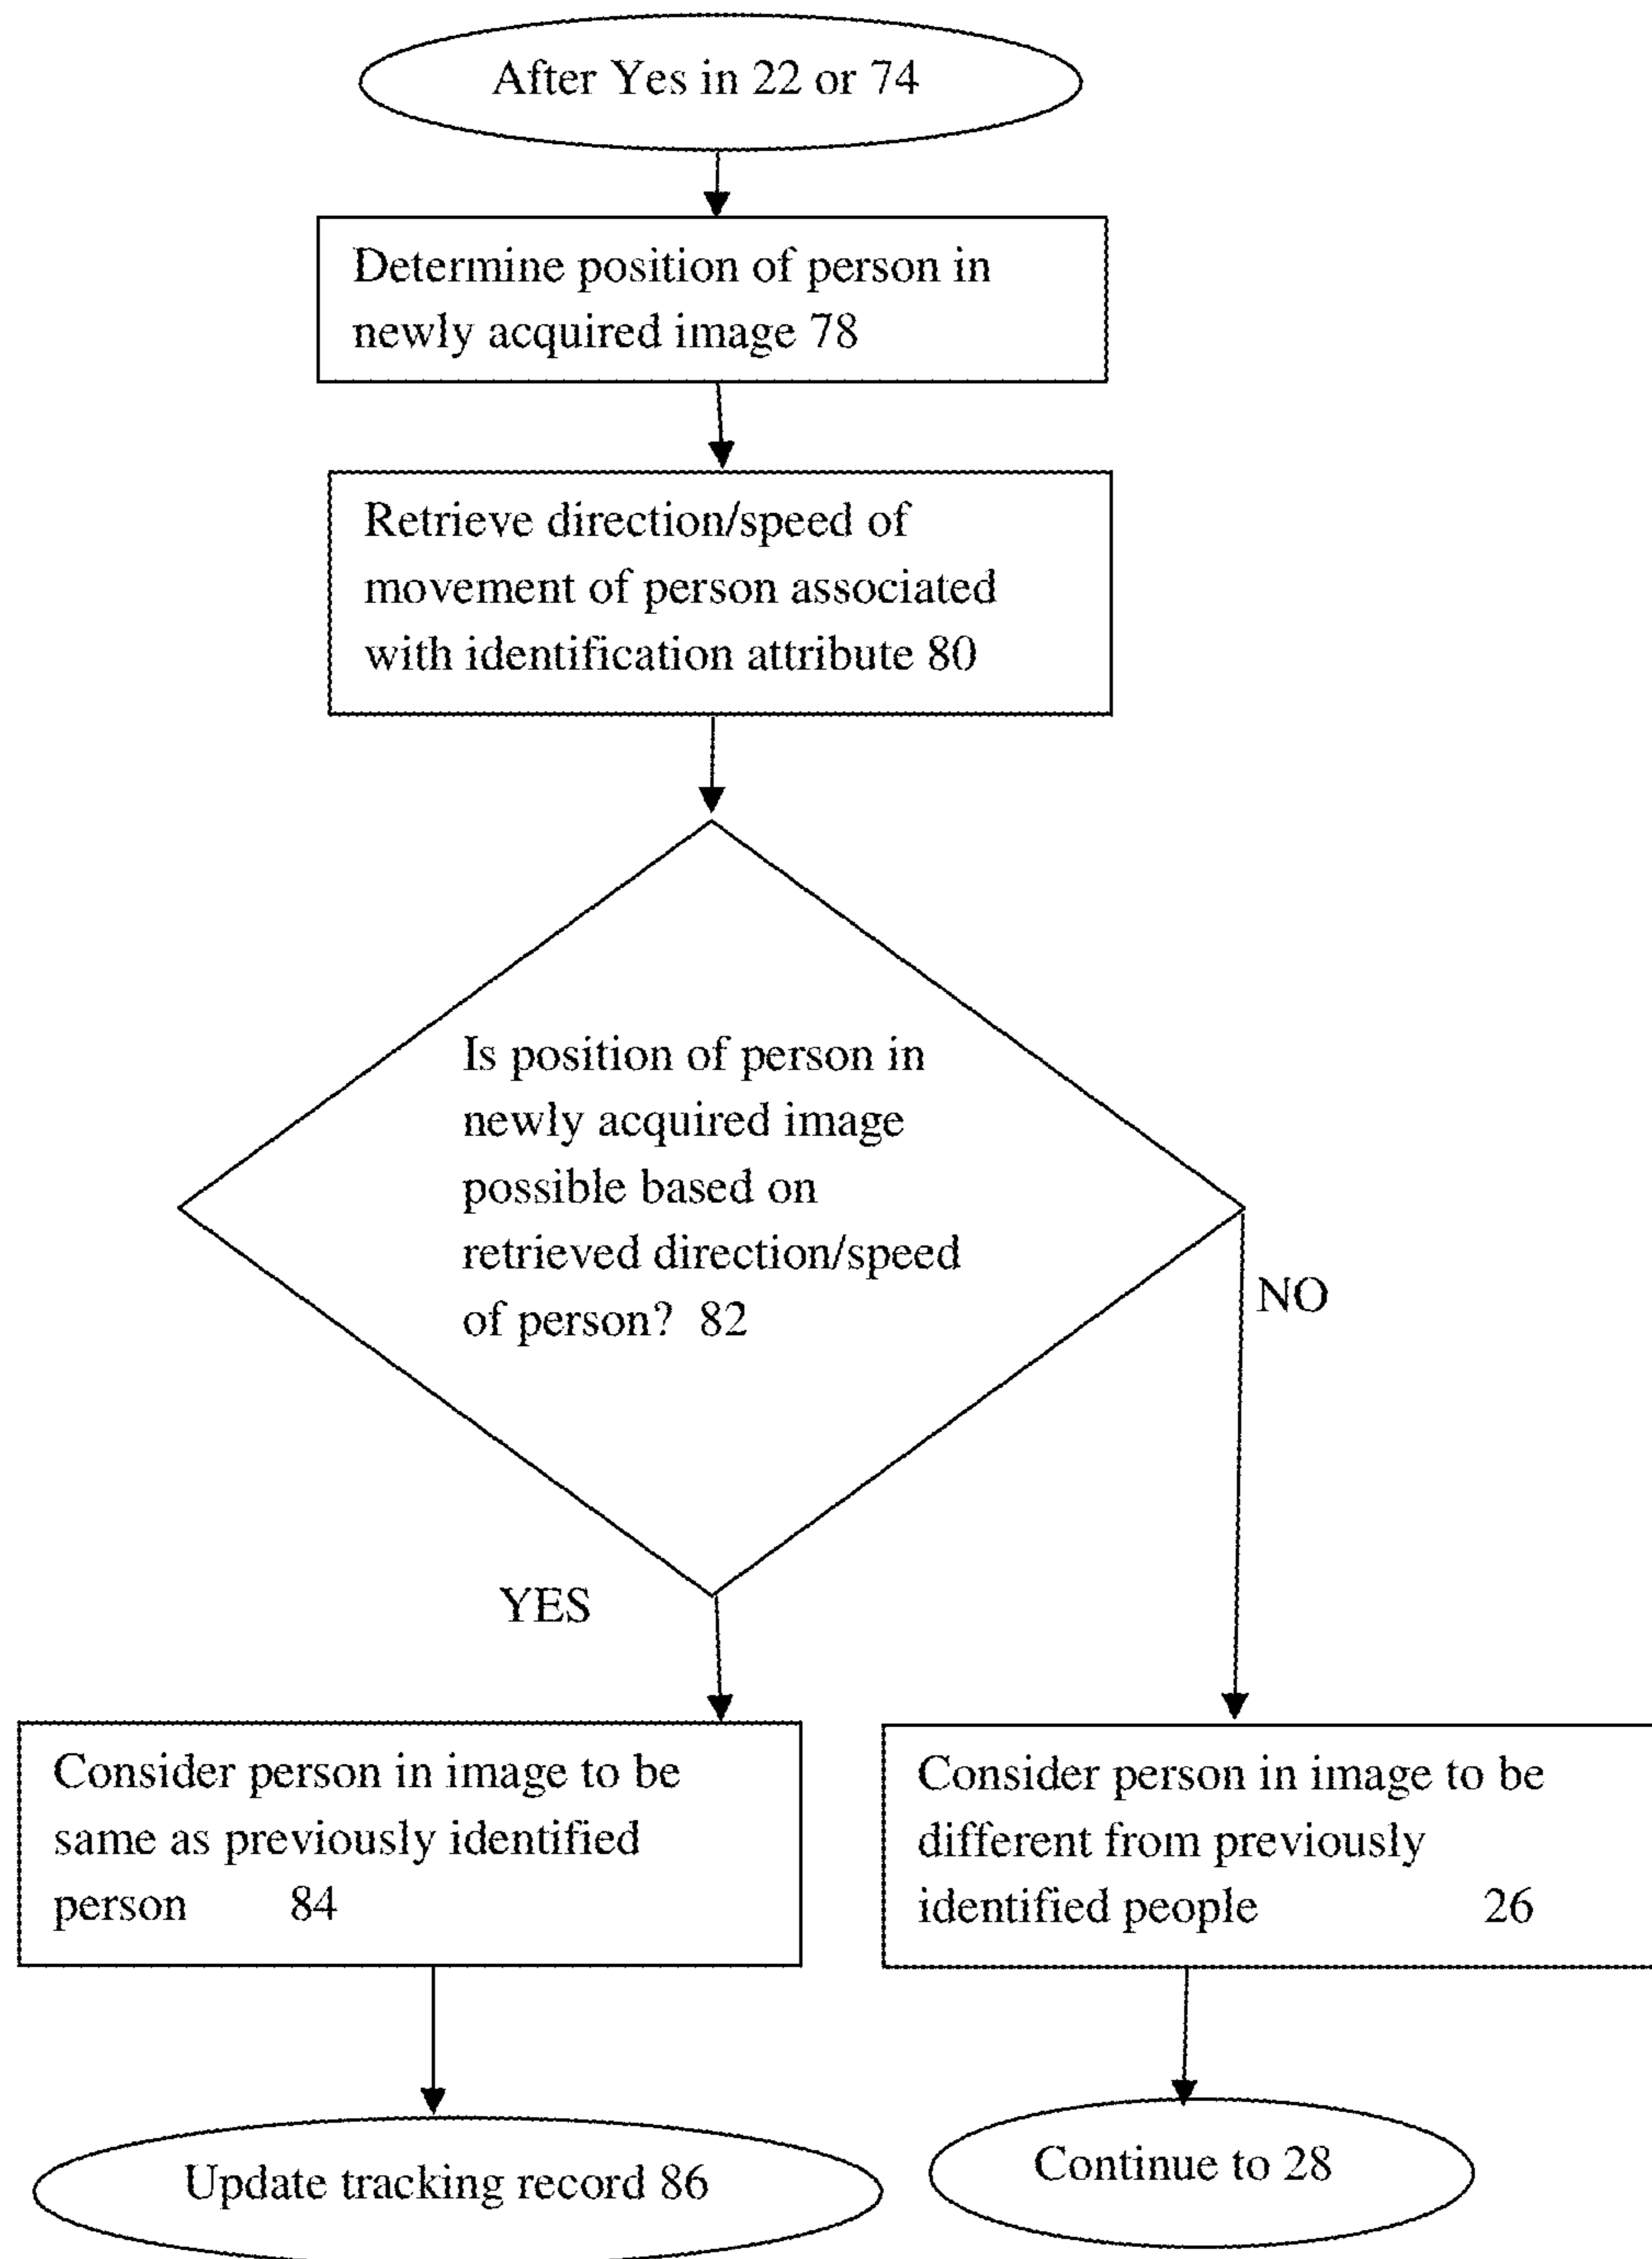 After Yes in 22 or 74
Determine position of person in
newly acquired image 78
Retrieve direction/speed of
movement of person associated
with identification attribute 80
Is position of person in
newly acquired image
possible based on
retrieved direction/speed
of person? 82
NO
YES
Consider person in image to be
same as previously identified
person 84
Consider person in image to be
different from previously
identified people 26
Update tracking record 86
Continue to 28